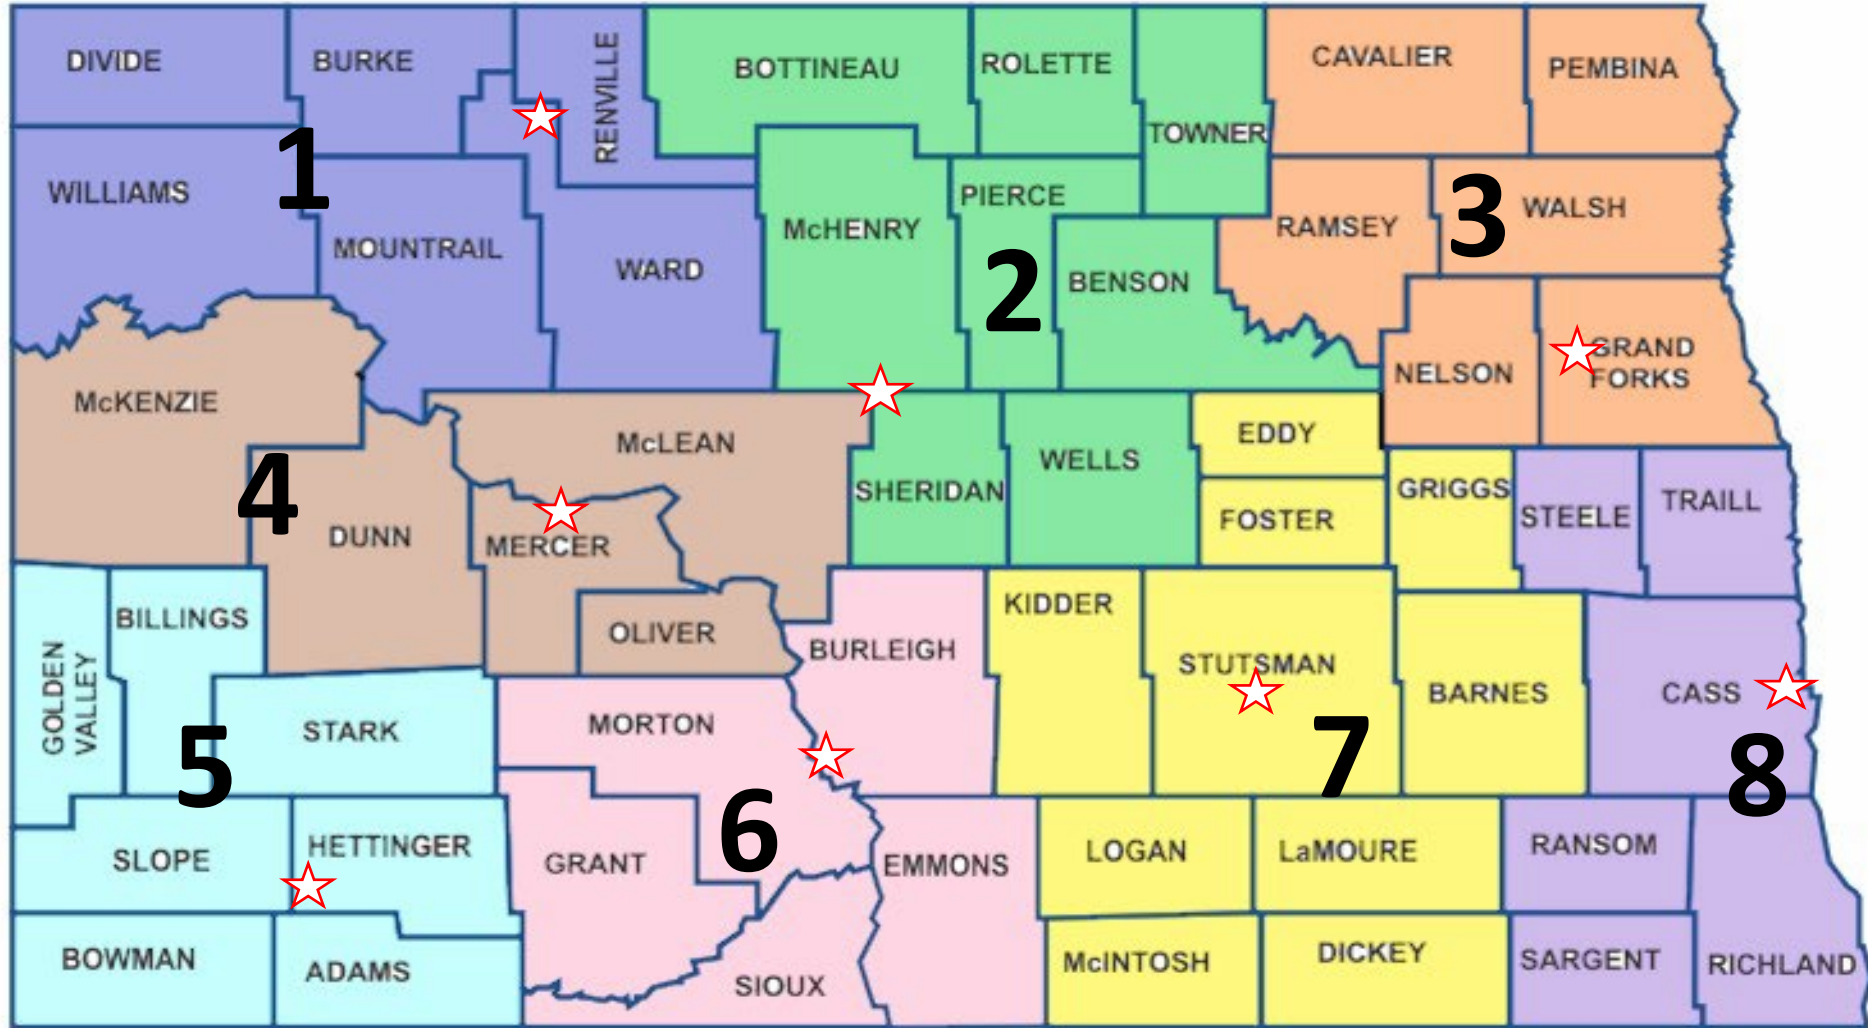 DIVIDE
BURKE
RENVILLE
BOTTINEAU
ROLETTE
TOWNER
CAVALIER
PEMBINA
1
WILLIAMS
MOUNTRAIL
WARD
McHENRY
PIERCE
2
BENSON
RAMSEY
3
WALSH
NELSON
GRAND
FORKS
McKENZIE
4
DUNN
McLEAN
MERCER
OLIVER
SHERIDAN
WELLS
EDDY
FOSTER
GRIGGS
STEELE
TRAILL
GOLDEN
VALLEY
BILLINGS
5
STARK
MORTON
BURLEIGH
KIDDER
STUTSMAN
7
BARNES
CASS
8
SLOPE
HETTINGER
GRANT
6
EMMONS
LOGAN
LaMOURE
RANSOM
BOWMAN
ADAMS
SIOUX
McINTOSH
DICKEY
SARGENT
RICHLAND